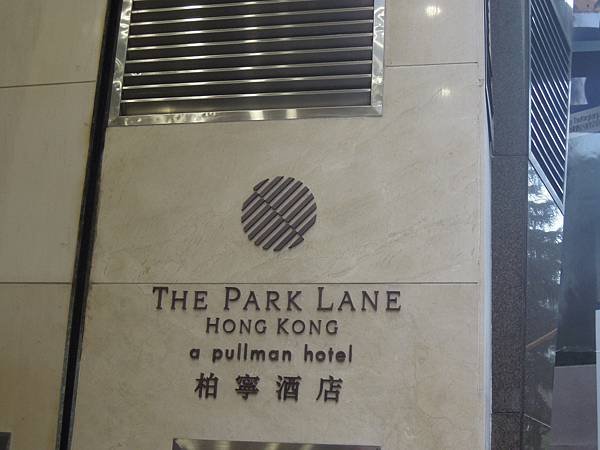 THE PARK LANE
HONG KONG
a pullman hotel
柏寧酒店